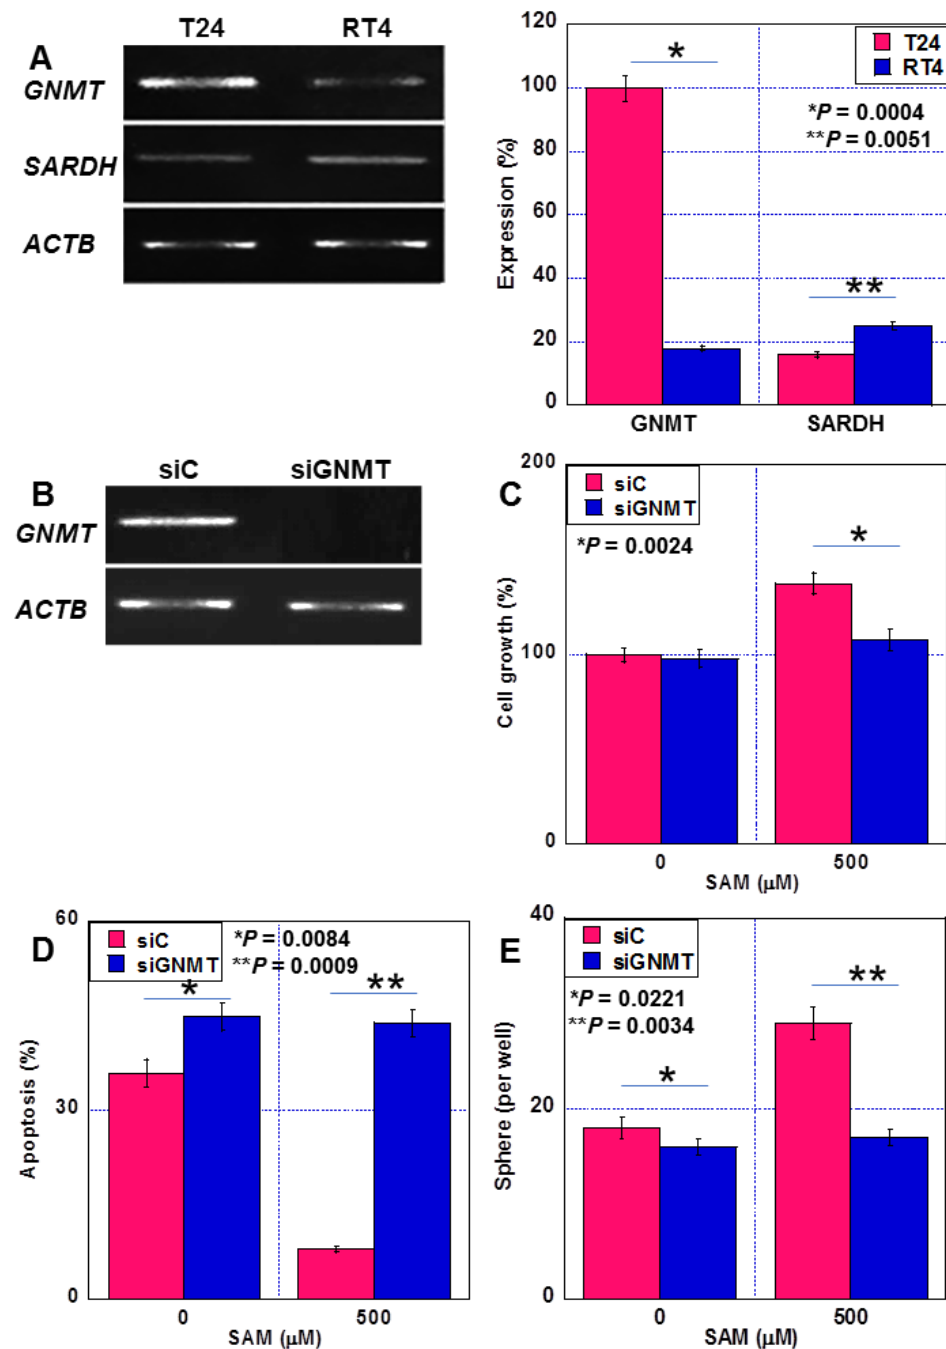 A
T24 RT4
GNMT
SARDH
ACTB
120
100
80
60
40
20
0
Expression (%)
T24
RT4
*
*P = 0.0004
**P = 0.0051
**
GNMT SARDH
B
siC siGNMT
GNMT
ACTB
C
200
100
0
Cell growth (%)
siC
siGNMT
*P = 0.0024
*
0 500
SAM (µM)
D
60
30
0
Apoptosis (%)
siC
siGNMT
*P = 0.0084
**P = 0.0009
*
**
0 500
SAM (µM)
E
40
20
0
Sphere (per well)
siC
siGNMT
*P = 0.0221
**P = 0.0034
*
**
0 500
SAM (µM)